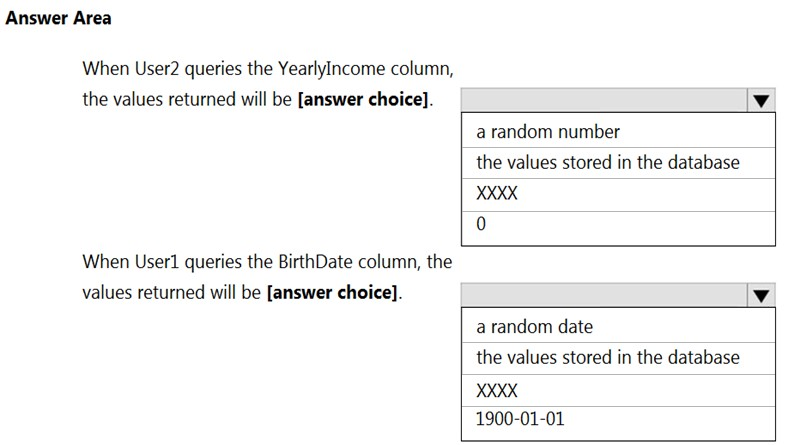 Answer Area
When User2 queries the YearlyIncome column,
the values returned will be [answer choice].
a random number
the values stored in the database
XXXX
0
When User1 queries the BirthDate column, the
values returned will be [answer choice].
a random date
the values stored in the database
XXXX
1900-01-01